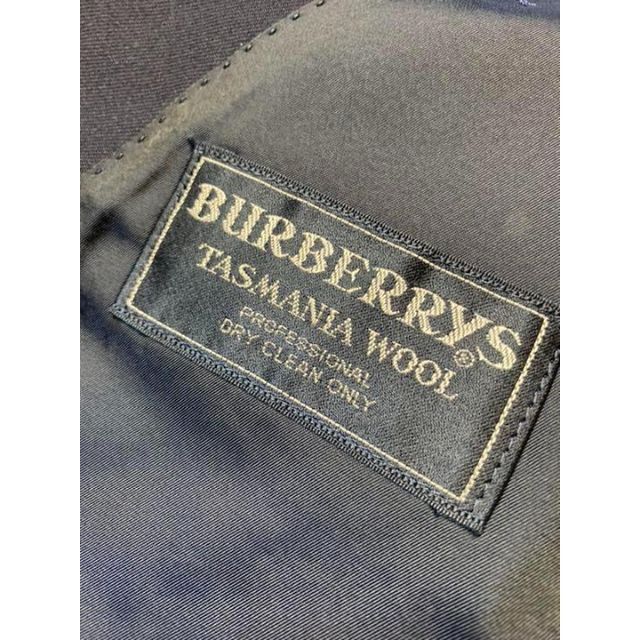 BURBERRYS®
TASMANIA WOOL
PROFESSIONAL
DRY CLEAN ONLY